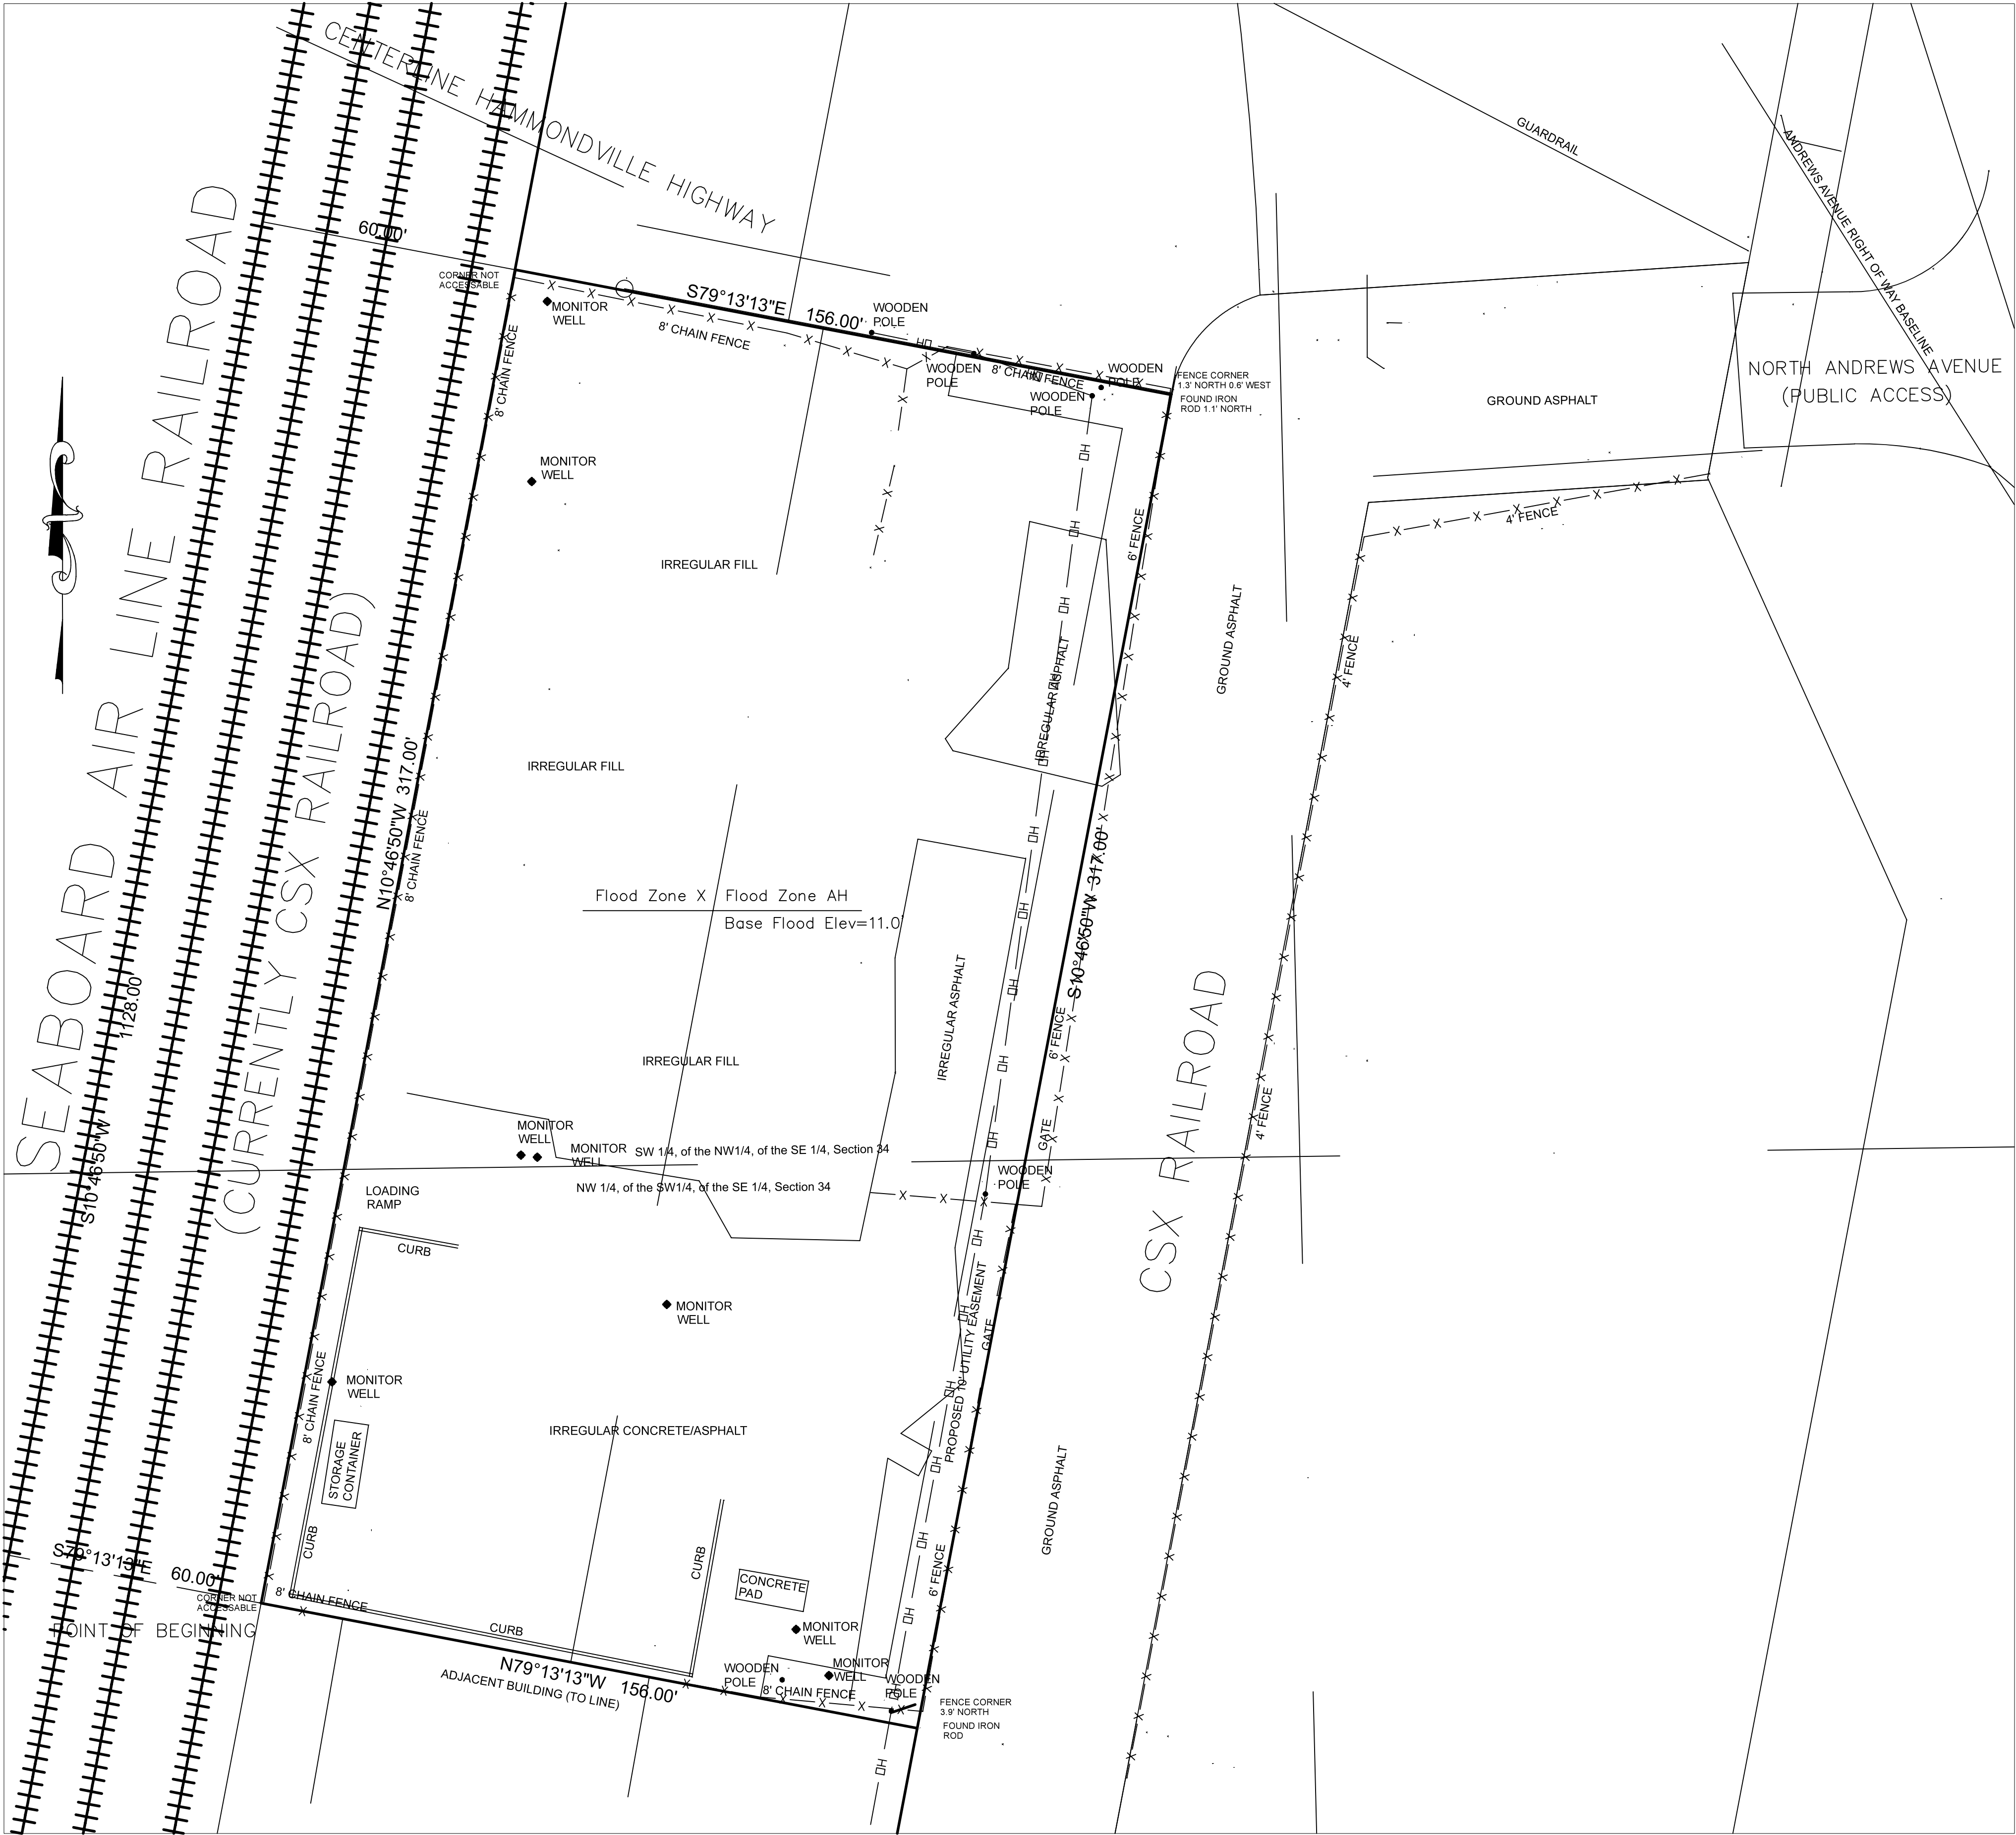 CENTERLINE HAMMONDVILLE HIGHWAY
GUARDRAIL
ANDREWS AVENUE RIGHT OF WAY BASELINE
60.00'
CORNER NOT
ACCESSABLE
MONITOR
WELL
S79°13'13"E 156.00'
8' CHAIN FENCE
WOODEN
POLE
OH
WOODEN
POLE
8' CHAIN FENCE
OH
WOODEN
POLE
WOODEN
POLE
FENCE CORNER
1.3' NORTH 0.6' WEST
FOUND IRON
ROD 1.1' NORTH
GROUND ASPHALT
NORTH ANDREWS AVENUE
(PUBLIC ACCESS)
8' CHAIN FENCE
MONITOR
WELL
4' FENCE
6' FENCE
IRREGULAR FILL
GROUND ASPHALT
4' FENCE
IRREGULAR ASPHALT
SEABOARD AIR LINE RAILROAD
(CURRENTLY CSX RAILROAD)
1128.00'
S10°46'50"W
N10°46'50"W 317.00'
8' CHAIN FENCE
IRREGULAR FILL
Flood Zone X
Flood Zone AH
Base Flood Elev=11.0'
S10°46'50"W 317.00'
IRREGULAR ASPHALT
6' FENCE
CSX RAILROAD
IRREGULAR FILL
4' FENCE
GATE
MONITOR
WELL
MONITOR
WELL
SW 1/4, of the NW1/4, of the SE 1/4, Section 34
NW 1/4, of the SW1/4, of the SE 1/4, Section 34
WOODEN
POLE
LOADING
RAMP
CURB
MONITOR
WELL
GATE
PROPOSED 10' UTILITY EASEMENT
MONITOR
WELL
8' CHAIN FENCE
STORAGE
CONTAINER
IRREGULAR CONCRETE/ASPHALT
GROUND ASPHALT
CURB
CURB
6' FENCE
CONCRETE
PAD
S79°13'13"E 60.00'
CORNER NOT
ACCESSABLE
POINT OF BEGINNING
8' CHAIN FENCE
CURB
MONITOR
WELL
N79°13'13"W 156.00'
ADJACENT BUILDING (TO LINE)
WOODEN
POLE
MONITOR
WELL
8' CHAIN FENCE
WOODEN
POLE
FENCE CORNER
3.9' NORTH
FOUND IRON
ROD
OH